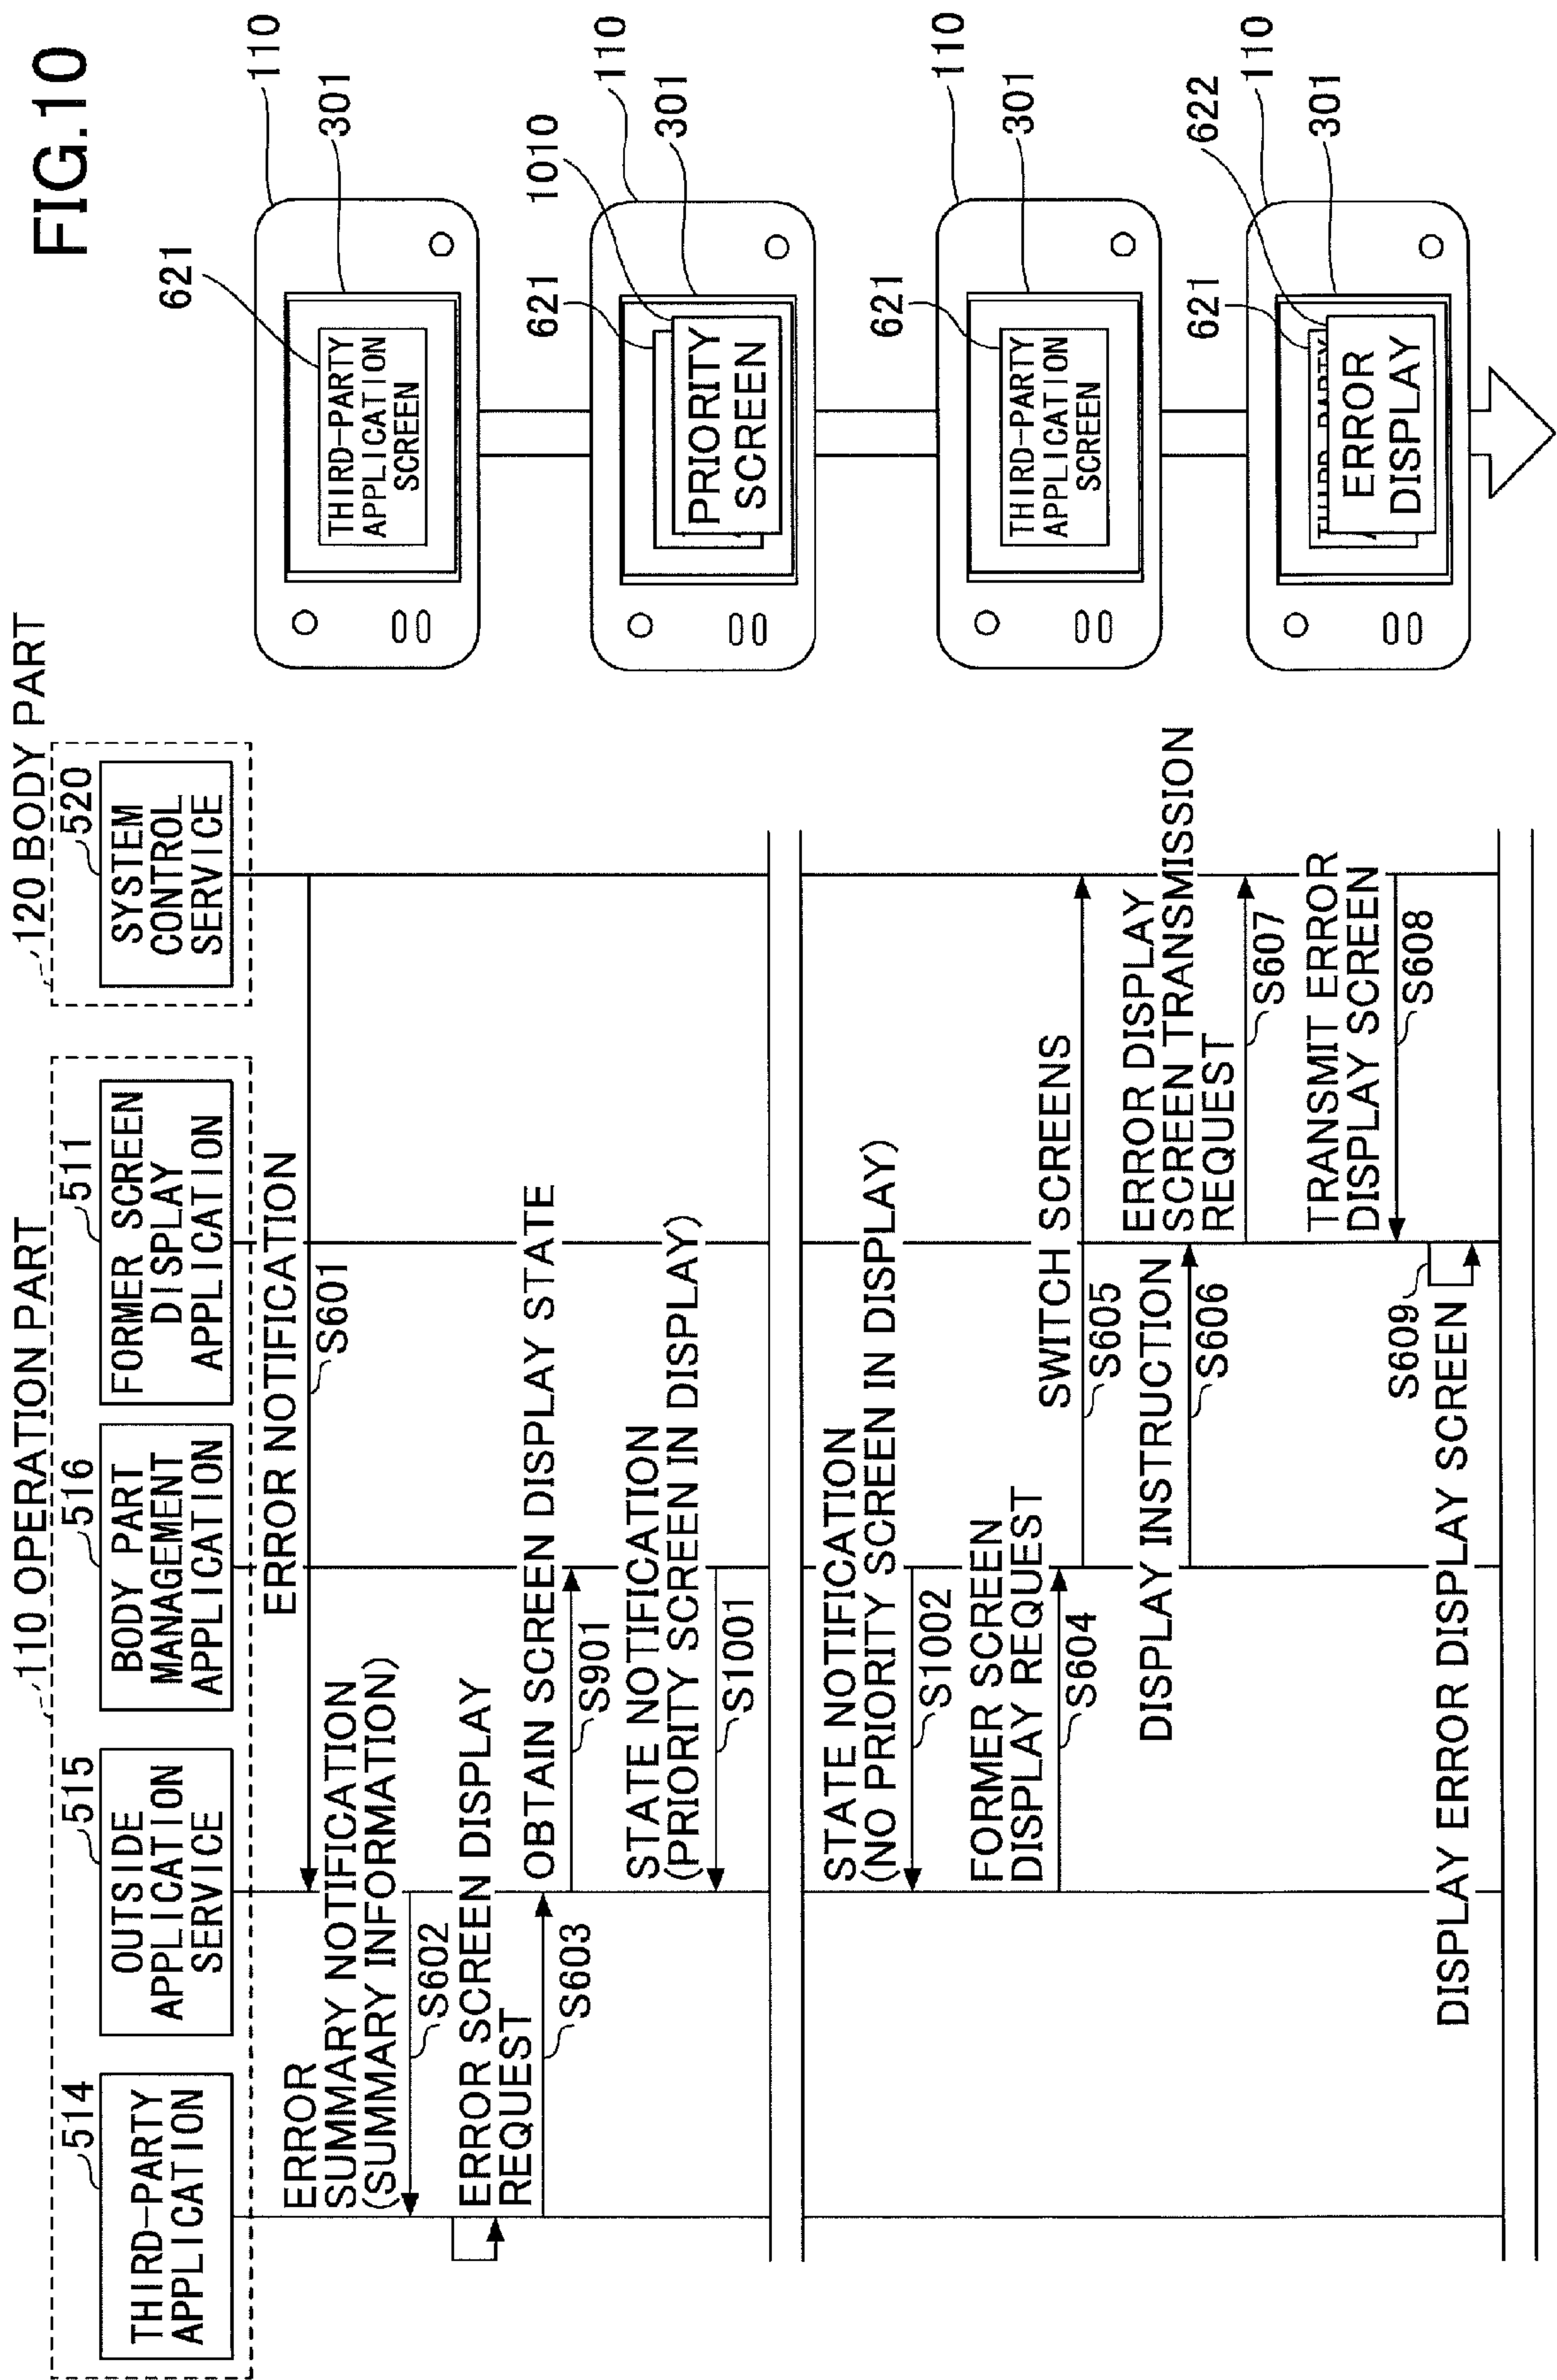 FIG.10
110 OPERATION PART
120 BODY PART
514
THIRD-PARTY
APPLICATION
515
OUTSIDE
APPLICATION
SERVICE
516
BODY PART
MANAGEMENT
APPLICATION
511
FORMER SCREEN
DISPLAY
APPLICATION
520
SYSTEM
CONTROL
SERVICE
ERROR NOTIFICATION
S601
ERROR
SUMMARY NOTIFICATION
(SUMMARY INFORMATION)
S602
ERROR SCREEN DISPLAY
REQUEST
S603
OBTAIN SCREEN DISPLAY STATE
S901
STATE NOTIFICATION
(PRIORITY SCREEN IN DISPLAY)
S1001
STATE NOTIFICATION
(NO PRIORITY SCREEN IN DISPLAY)
S1002
FORMER SCREEN
DISPLAY REQUEST
S604
SWITCH SCREENS
S605
DISPLAY INSTRUCTION
S606
ERROR DISPLAY
SCREEN TRANSMISSION
REQUEST
S607
TRANSMIT ERROR
DISPLAY SCREEN
S608
S609
DISPLAY ERROR DISPLAY SCREEN
621
110
301
THIRD-PARTY
APPLICATION
SCREEN
621
1010
110
301
PRIORITY
SCREEN
621
110
301
THIRD-PARTY
APPLICATION
SCREEN
621
622
110
301
THIRD-PARTY
ERROR
DISPLAY